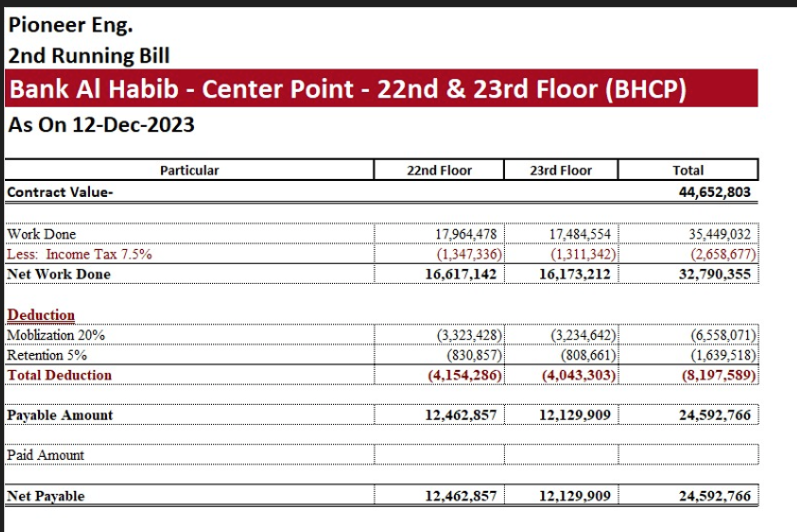 Pioneer Eng.
2nd Running Bill
Bank Al Habib - Center Point - 22nd & 23rd Floor (BHCP)
As On 12-Dec-2023
Particular 22nd Floor 23rd Floor Total
Contract Value- 44,652,803
Work Done 17,964,478 17,484,554 35,449,032
Less: Income Tax 7.5% (1,347,336) (1,311,342) (2,658,677)
Net Work Done 16,617,142 16,173,212 32,790,355
Deduction
Moblization 20% (3,323,428) (3,234,642) (6,558,071)
Retention 5% (830,857) (808,661) (1,639,518)
Total Deduction (4,154,286) (4,043,303) (8,197,589)
Payable Amount 12,462,857 12,129,909 24,592,766
Paid Amount
Net Payable 12,462,857 12,129,909 24,592,766